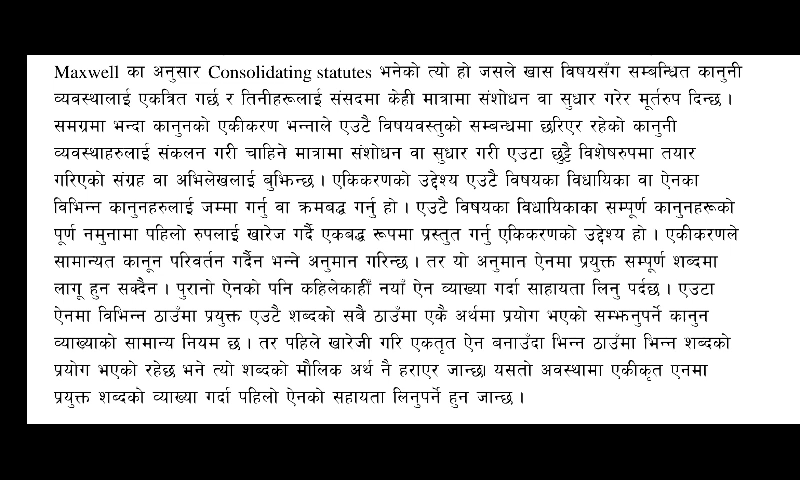 Maxwell का अनुसार Consolidating statutes भनेको त्यो हो जसले खास विषयसँग सम्बन्धित कानुनी
व्यवस्थालाई एकत्रित गर्छ र तिनीहरूलाई संसदमा केही मात्रामा संशोधन वा सुधार गरेर मूर्तरुप दिन्छ ।
समग्रमा भन्दा कानुनको एकीकरण भन्नाले एउटै विषयवस्तुको सम्बन्धमा छरिएर रहेको कानुनी
व्यवस्थाहरुलाई संकलन गरी चाहिने मात्रामा संशोधन वा सुधार गरी एउटा छुट्टै विशेषरुपमा तयार
गरिएको संग्रह वा अभिलेखलाई बुझिन्छ । एकिकरणको उद्देश्य एउटै विषयका विधायिका वा ऐनका
विभिन्न कानुनहरुलाई जम्मा गर्नु वा क्रमबद्ध गर्नु हो । एउटै विषयका विधायिकाका सम्पूर्ण कानुनहरूको
पूर्ण नमुनामा पहिलो रुपलाई खारेज गर्दै एकबद्ध रूपमा प्रस्तुत गर्नु एकिकरणको उद्देश्य हो । एकीकरणले
सामान्यत कानून परिवर्तन गर्दैन भन्ने अनुमान गरिन्छ । तर यो अनुमान ऐनमा प्रयुक्त सम्पूर्ण शब्दमा
लागू हुन सक्दैन । पुरानो ऐनको पनि कहिलेकाहीँ नयाँ ऐन व्याख्या गर्दा साहायता लिनु पर्दछ । एउटा
ऐनमा विभिन्न ठाउँमा प्रयुक्त एउटै शब्दको सबै ठाउँमा एकै अर्थमा प्रयोग भएको सम्झनुपर्ने कानुन
व्याख्याको सामान्य नियम छ । तर पहिले खारेजी गरि एकतृत ऐन बनाउँदा भिन्न ठाउँमा भिन्न शब्दको
प्रयोग भएको रहेछ भने त्यो शब्दको मौलिक अर्थ नै हराएर जान्छ। यसतो अवस्थामा एकीकृत एनमा
प्रयुक्त शब्दको व्याख्या गर्दा पहिलो ऐनको सहायता लिनुपर्ने हुन जान्छ ।